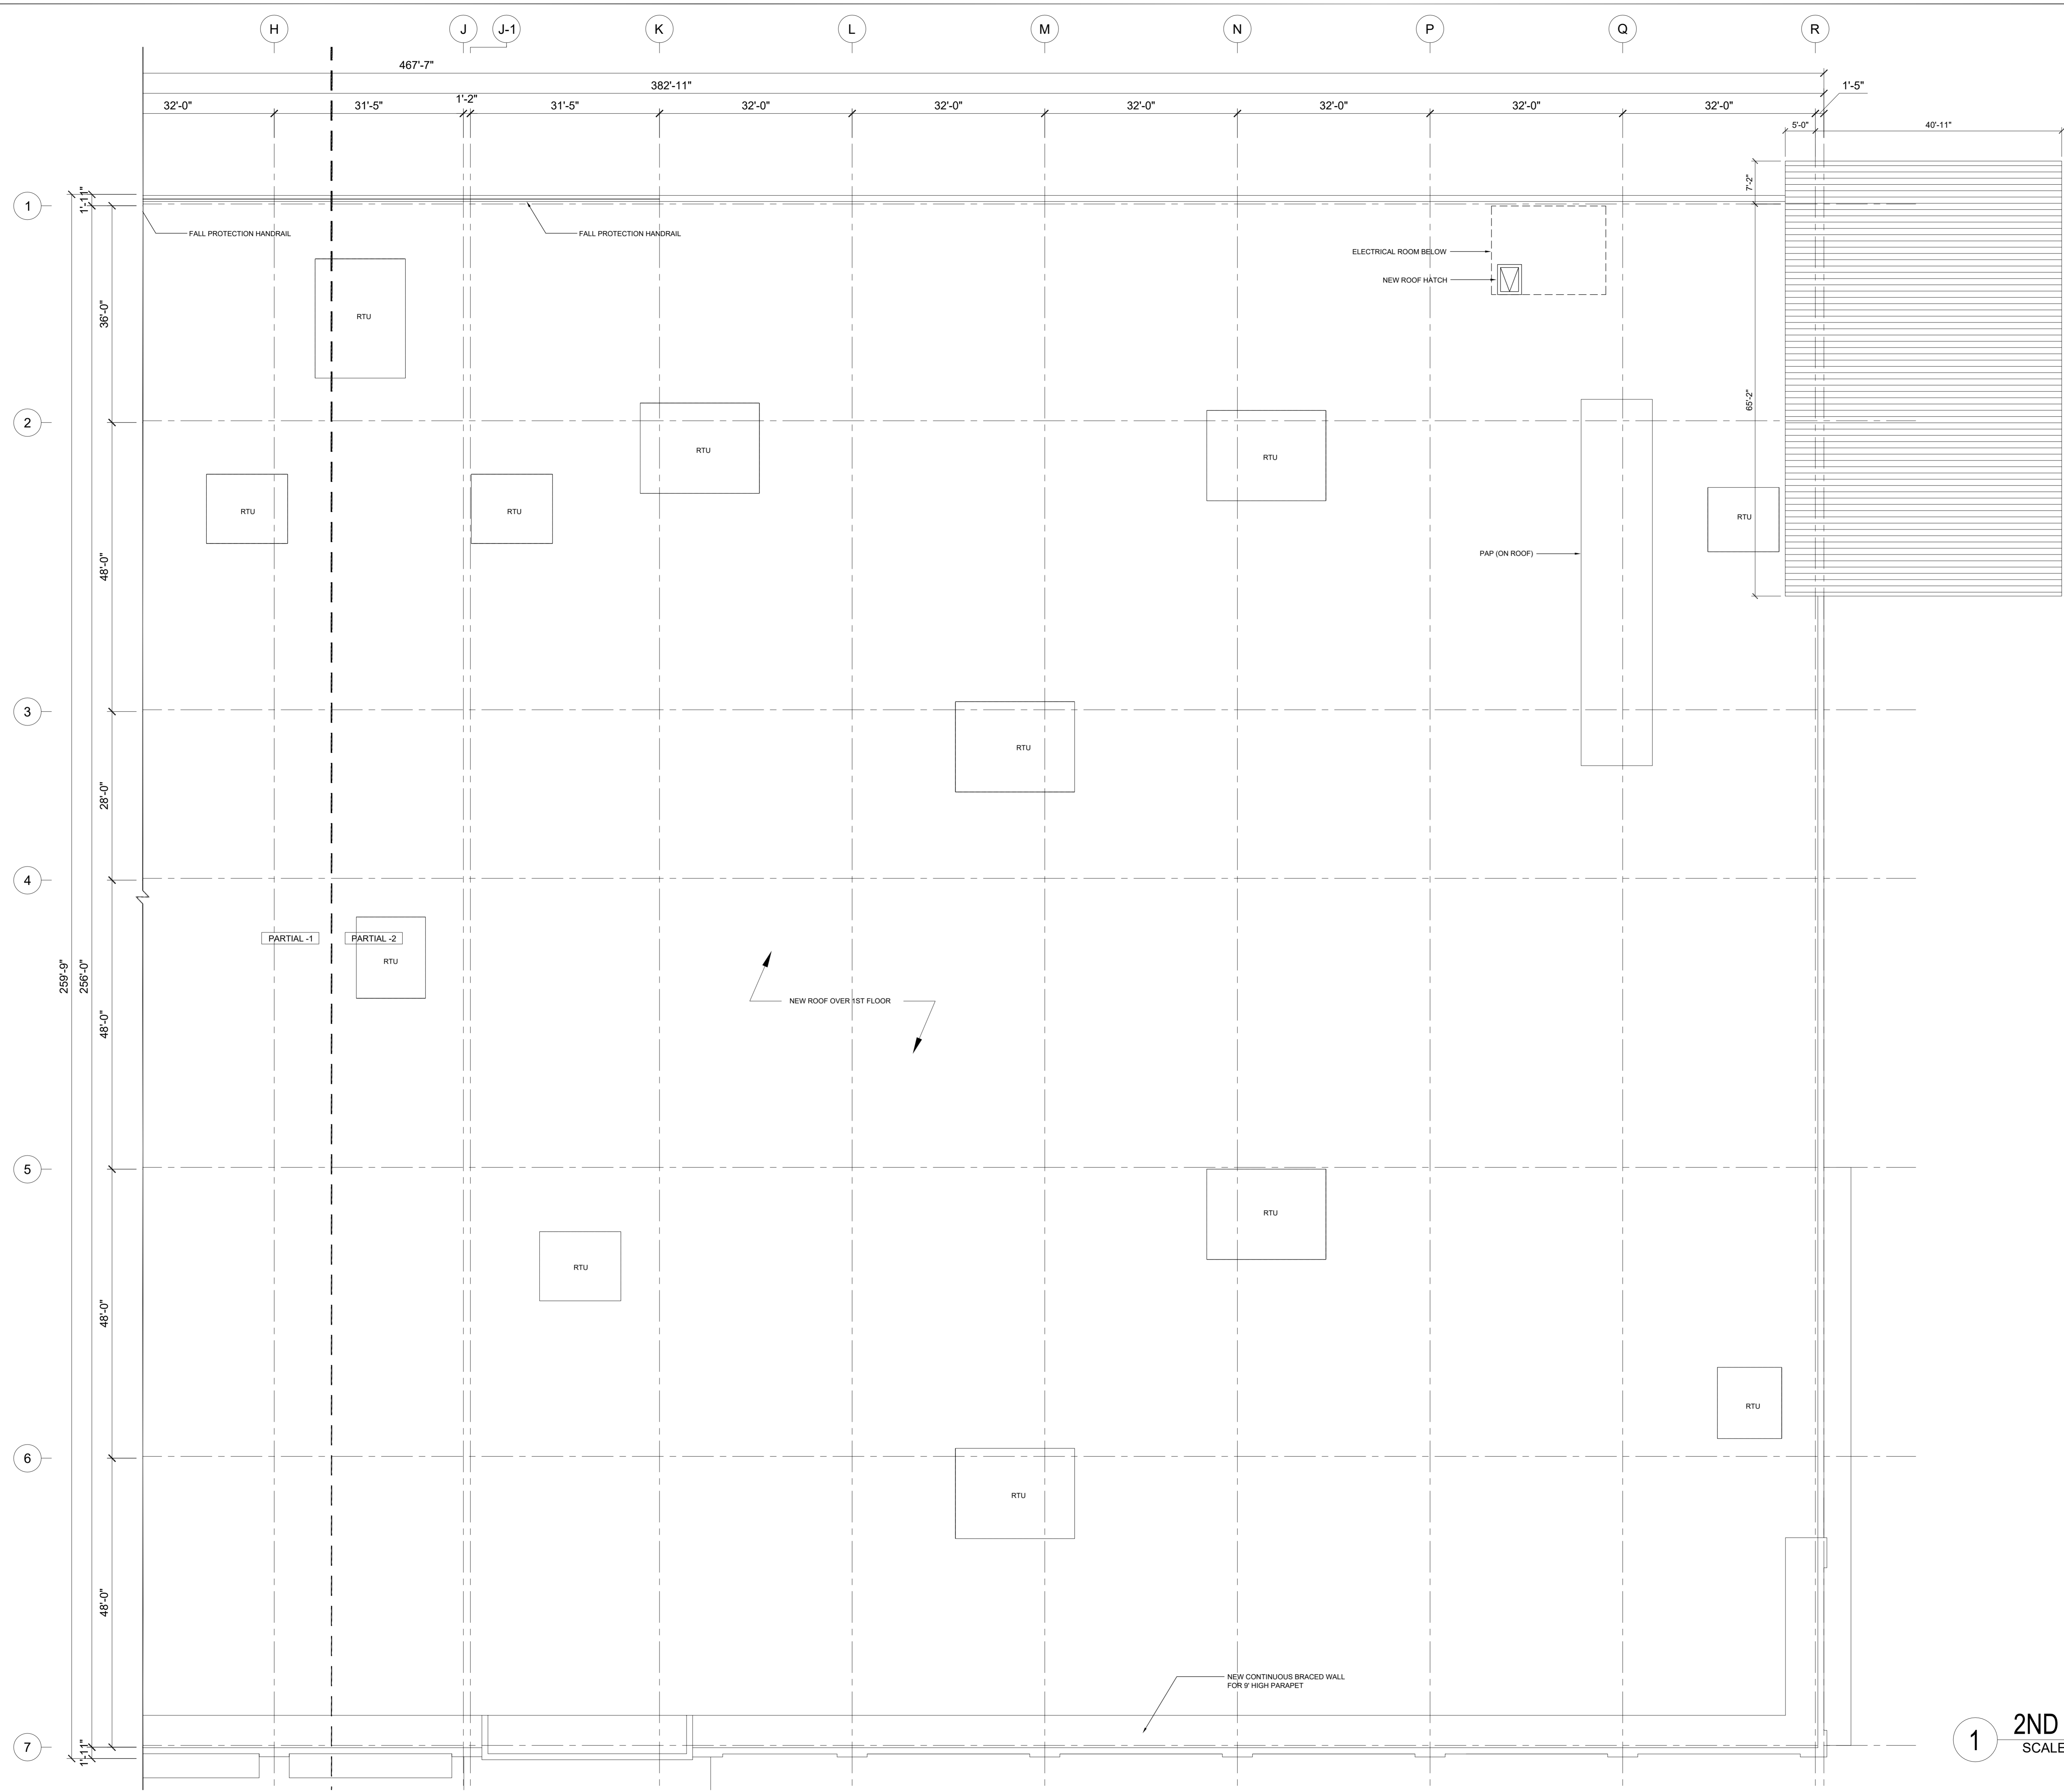 H J J-1 K L M N P Q R
467'-7"
382'-11"
32'-0" 31'-5" 1'-2" 31'-5" 32'-0" 32'-0" 32'-0" 32'-0" 32'-0" 32'-0" 1'-5"
5'-0" 40'-11"
7'-2"
1'-11"
1
FALL PROTECTION HANDRAIL
FALL PROTECTION HANDRAIL
ELECTRICAL ROOM BELOW
NEW ROOF HATCH
36'-0"
RTU
65'-2"
2
RTU
RTU
RTU
RTU
RTU
PAP (ON ROOF)
48'-0"
3
RTU
28'-0"
4
PARTIAL -1
PARTIAL -2
RTU
259'-9"
256'-0"
NEW ROOF OVER 1ST FLOOR
48'-0"
5
RTU
RTU
48'-0"
RTU
6
RTU
48'-0"
NEW CONTINUOUS BRACED WALL
FOR 9' HIGH PARAPET
7
1'-11"
1
2ND
SCALE